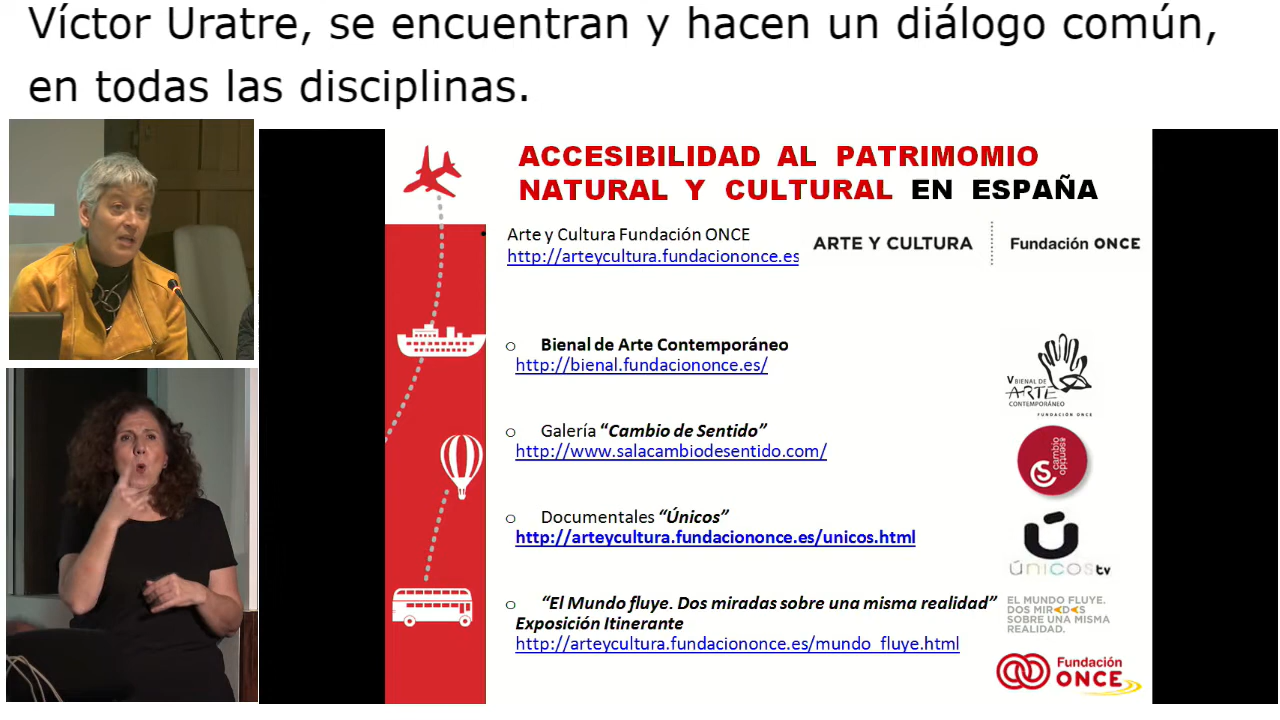 Víctor Uratre, se encuentran y hacen un diálogo común,
en todas las disciplinas.
ACCESIBILIDAD AL PATRIMOMIO
NATURAL Y CULTURAL EN ESPAÑA
Arte y Cultura Fundación ONCE
http://arteycultura.fundaciononce.es
ARTE Y CULTURA Fundación ONCE
o Bienal de Arte Contemporáneo
http://bienal.fundaciononce.es/
V BIENAL DE
ARTE
CONTEMPORÁNEO
FUNDACIÓN ONCE
o Galería “Cambio de Sentido”
http://www.salacambiodesentido.com/
cambio
desentido
CS
o Documentales “Únicos”
http://arteycultura.fundaciononce.es/unicos.html
Ú
únicos tv
o “El Mundo fluye. Dos miradas sobre una misma realidad”
Exposición Itinerante
http://arteycultura.fundaciononce.es/mundo_fluye.html
EL MUNDO FLUYE.
DOS MIRADAS
SOBRE UNA MISMA
REALIDAD.
Fundación
ONCE